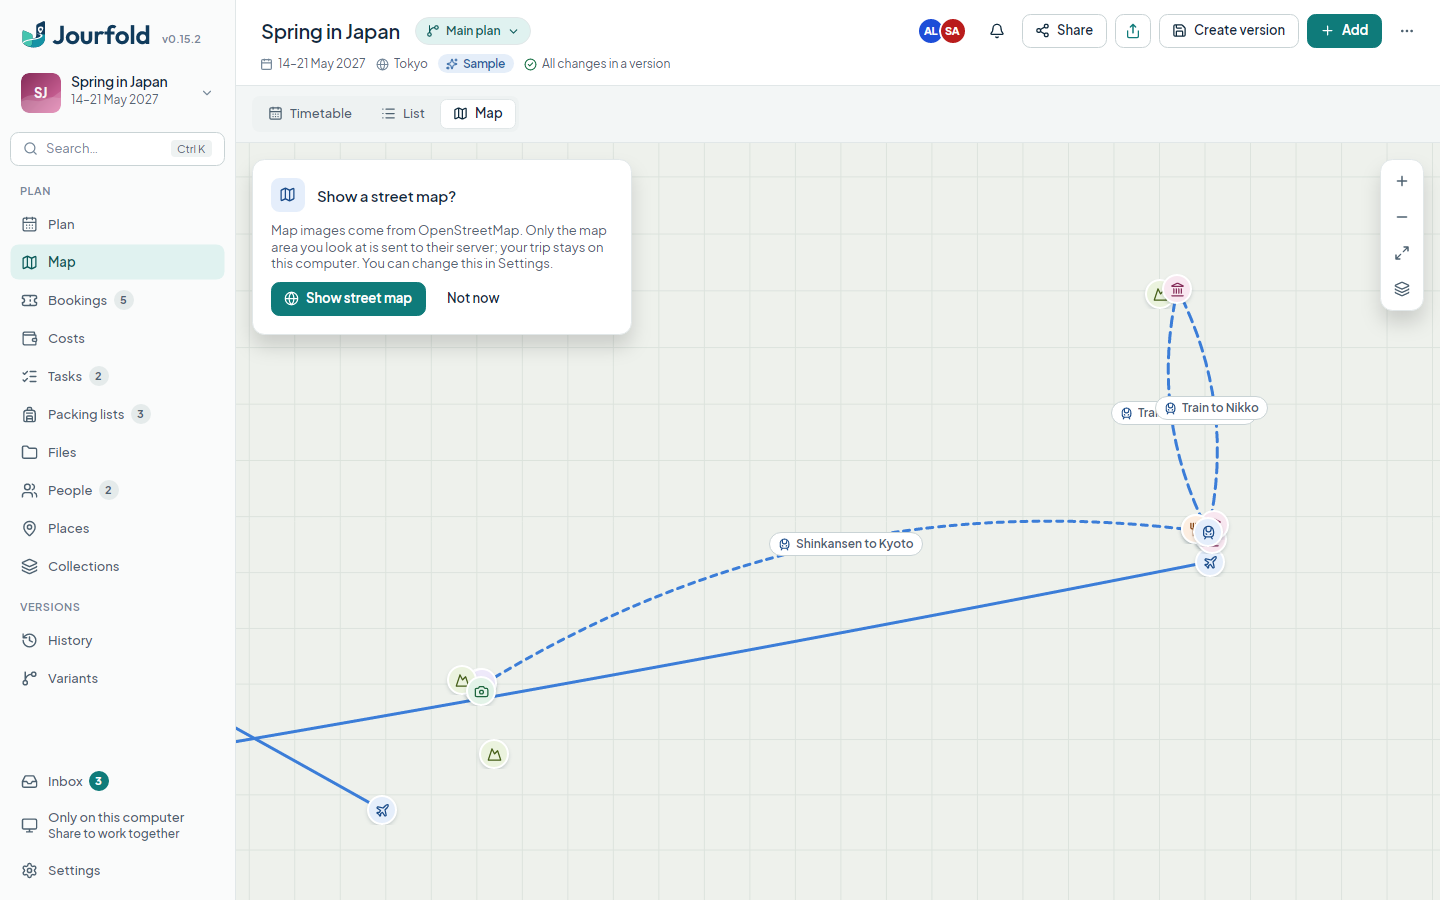 Jourfold v0.15.2
SJ
Spring in Japan
14–21 May 2027
Search...
Ctrl K
PLAN
Plan
Map
Bookings 5
Costs
Tasks 2
Packing lists 3
Files
People 2
Places
Collections
VERSIONS
History
Variants
Inbox 3
Only on this computer
Share to work together
Settings
Spring in Japan
Main plan
14–21 May 2027
Tokyo
Sample
All changes in a version
AL
SA
Share
Create version
Add
Timetable
List
Map
Show a street map?
Map images come from OpenStreetMap. Only the map
area you look at is sent to their server; your trip stays on
this computer. You can change this in Settings.
Show street map
Not now
Train to Nikko
Shinkansen to Kyoto